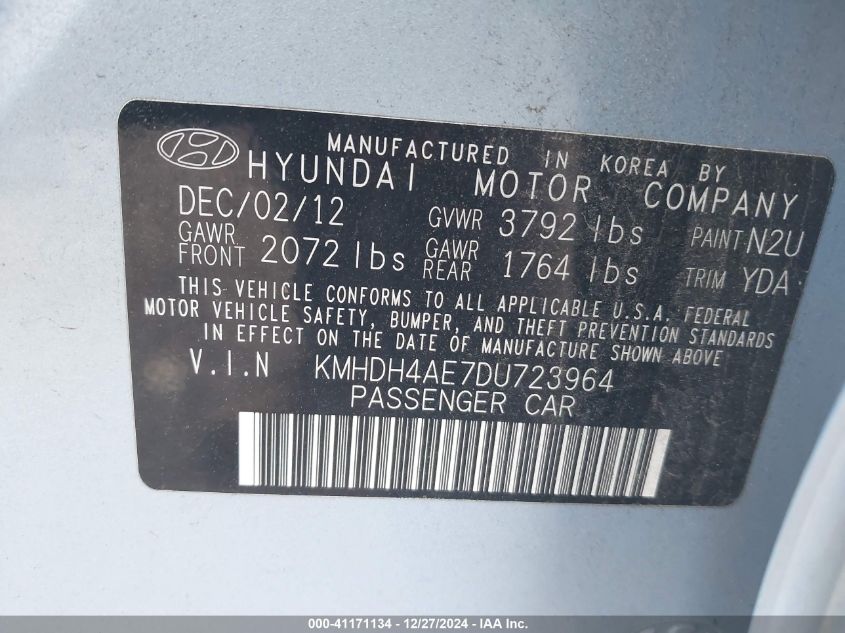 MANUFACTURED IN KOREA BY
HYUNDAI MOTOR COMPANY
DEC/02/12 GVWR 3792 lbs PAINT N2U
GAWR FRONT 2072 lbs GAWR REAR 1764 lbs TRIM YDA
THIS VEHICLE CONFORMS TO ALL APPLICABLE U.S.A. FEDERAL
MOTOR VEHICLE SAFETY, BUMPER, AND THEFT PREVENTION STANDARDS
IN EFFECT ON THE DATE OF MANUFACTURE SHOWN ABOVE
V.I.N KMHDH4AE7DU723964
PASSENGER CAR
000-41171134 - 12/27/2024 - IAA Inc.